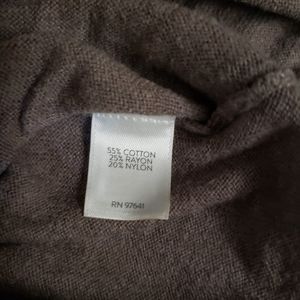 55% COTTON
25% RAYON
20% NYLON
RN 97641